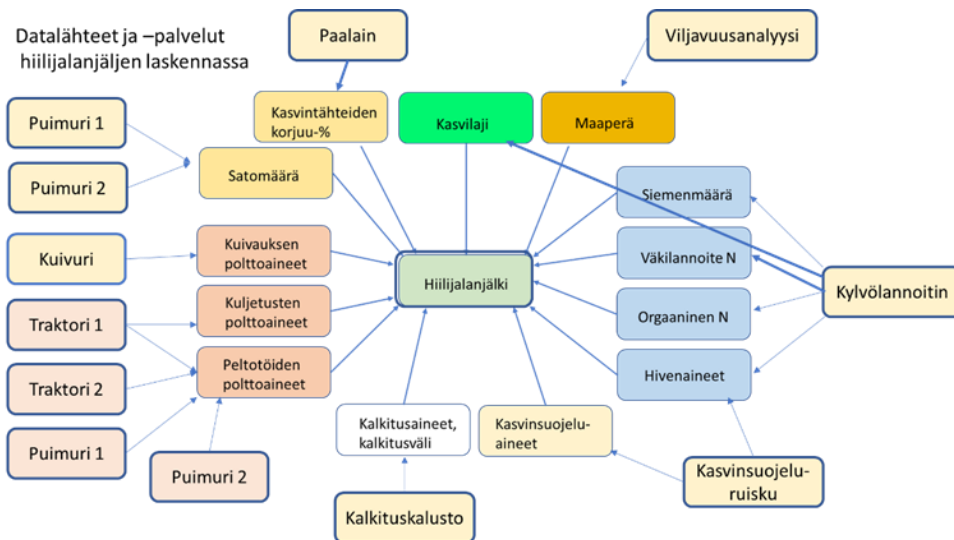 Datalähteet ja –palvelut
hiilijalanjäljen laskennassa
Paalain
Viljavuusanalyysi
Puimuri 1
Kasvintähteiden
korjuu-%
Kasvilaji
Maaperä
Puimuri 2
Satomäärä
Siemenmäärä
Kuivuri
Kuivauksen
polttoaineet
Väkilannoite N
Hiilijalanjälki
Kylvölannoitin
Traktori 1
Kuljetusten
polttoaineet
Orgaaninen N
Traktori 2
Peltotöiden
polttoaineet
Hivenaineet
Puimuri 1
Puimuri 2
Kalkitusaineet,
kalkitusväli
Kasvinsuojelu-
aineet
Kasvinsuojelu-
ruisku
Kalkituskalusto